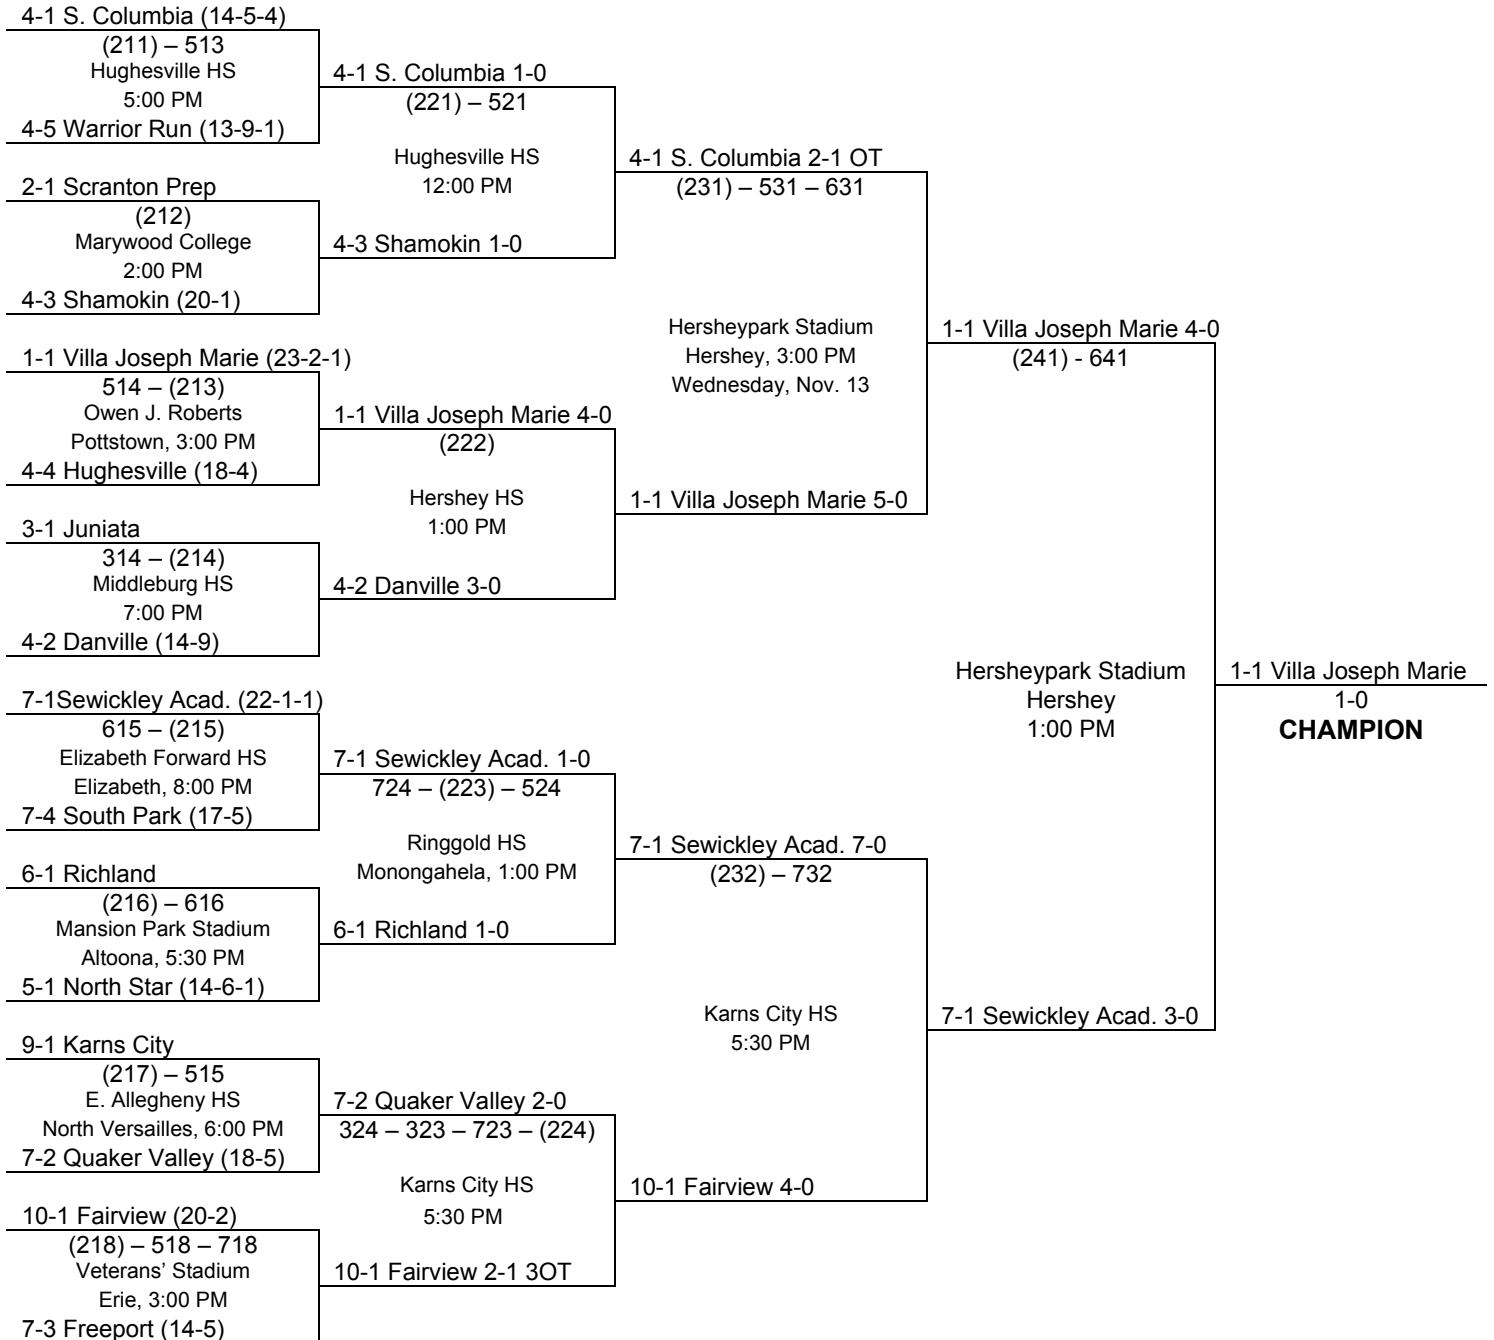 4-1 S. Columbia (14-5-4)
(211) – 513
Hughesville HS
5:00 PM
4-5 Warrior Run (13-9-1)
2-1 Scranton Prep
(212)
Marywood College
2:00 PM
4-3 Shamokin (20-1)
1-1 Villa Joseph Marie (23-2-1)
514 – (213)
Owen J. Roberts
Pottstown, 3:00 PM
4-4 Hughesville (18-4)
3-1 Juniata
314 – (214)
Middleburg HS
7:00 PM
4-2 Danville (14-9)
7-1Sewickley Acad. (22-1-1)
615 – (215)
Elizabeth Forward HS
Elizabeth, 8:00 PM
7-4 South Park (17-5)
6-1 Richland
(216) – 616
Mansion Park Stadium
Altoona, 5:30 PM
5-1 North Star (14-6-1)
9-1 Karns City
(217) – 515
E. Allegheny HS
North Versailles, 6:00 PM
7-2 Quaker Valley (18-5)
10-1 Fairview (20-2)
(218) – 518 – 718
Veterans' Stadium
Erie, 3:00 PM
7-3 Freeport (14-5)
4-1 S. Columbia 1-0
(221) – 521
Hughesville HS
12:00 PM
4-3 Shamokin 1-0
1-1 Villa Joseph Marie 4-0
(222)
Hershey HS
1:00 PM
4-2 Danville 3-0
7-1 Sewickley Acad. 1-0
724 – (223) – 524
Ringgold HS
Monongahela, 1:00 PM
6-1 Richland 1-0
7-2 Quaker Valley 2-0
324 – 323 – 723 – (224)
Karns City HS
5:30 PM
10-1 Fairview 2-1 3OT
4-1 S. Columbia 2-1 OT
(231) – 531 – 631
Hersheypark Stadium
Hershey, 3:00 PM
Wednesday, Nov. 13
1-1 Villa Joseph Marie 5-0
7-1 Sewickley Acad. 7-0
(232) – 732
Karns City HS
5:30 PM
10-1 Fairview 4-0
1-1 Villa Joseph Marie 4-0
(241) - 641
Hersheypark Stadium
Hershey
1:00 PM
7-1 Sewickley Acad. 3-0
1-1 Villa Joseph Marie
1-0
CHAMPION